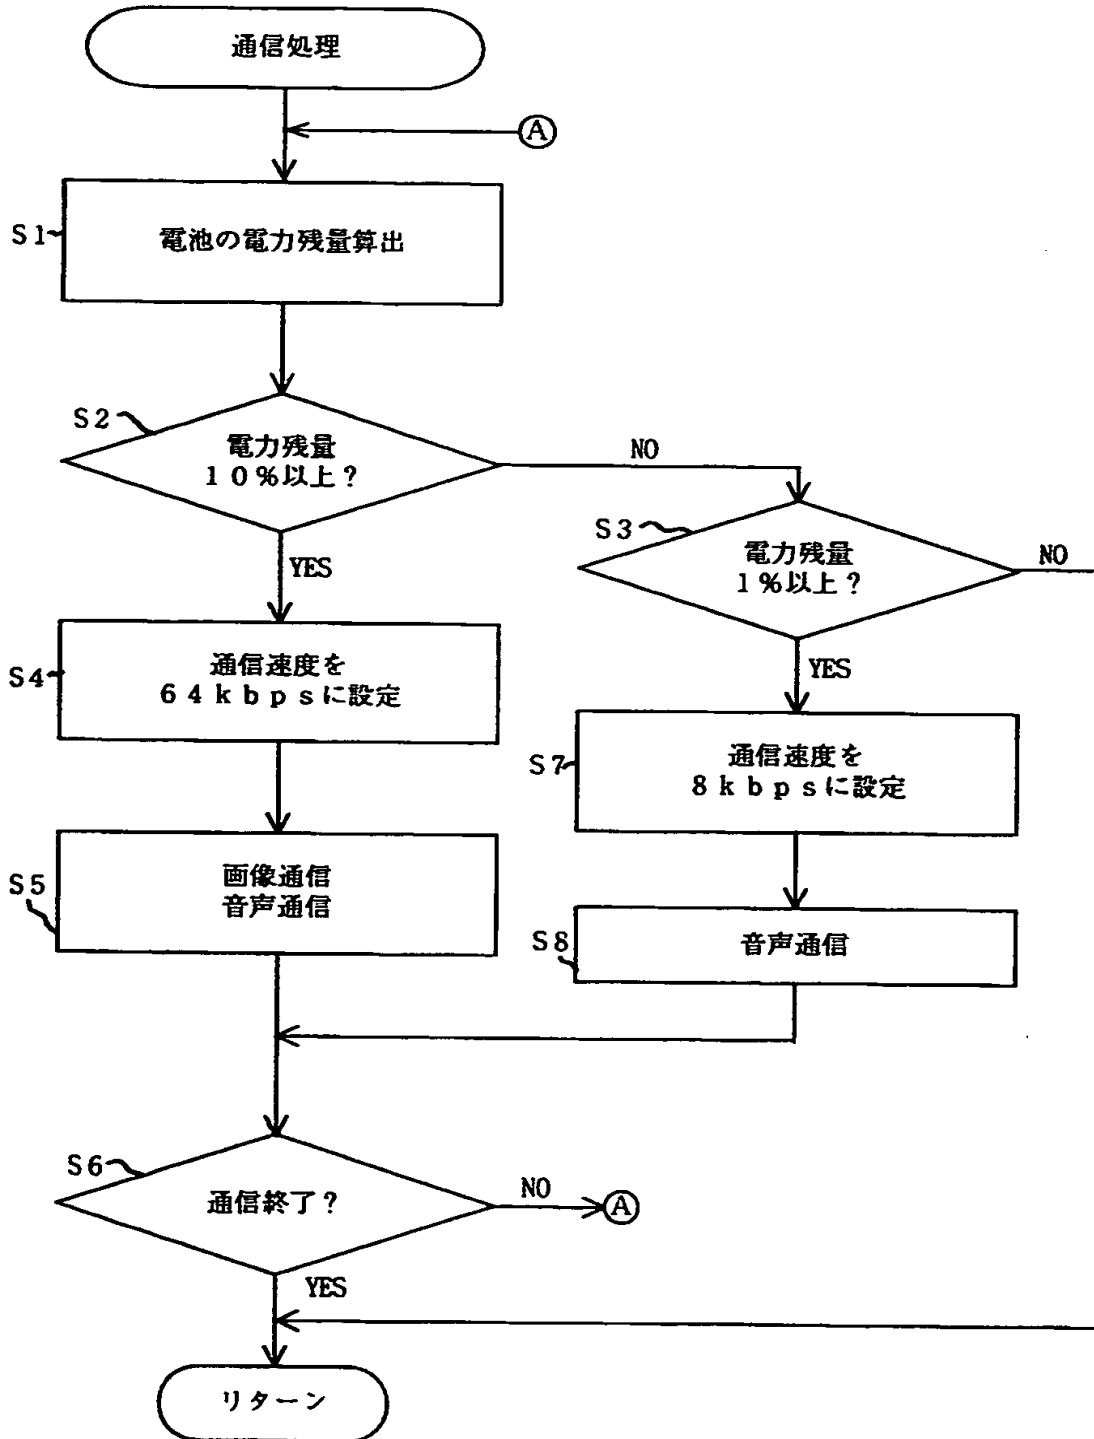 通信処理
A
S1
電池の電力残量算出
S2
電力残量
10%以上?
NO
S3
電力残量
1%以上?
NO
YES
YES
S4
通信速度を
64kbpsに設定
S7
通信速度を
8kbpsに設定
S5
画像通信
音声通信
S8
音声通信
S6
通信終了?
NO
A
YES
リターン